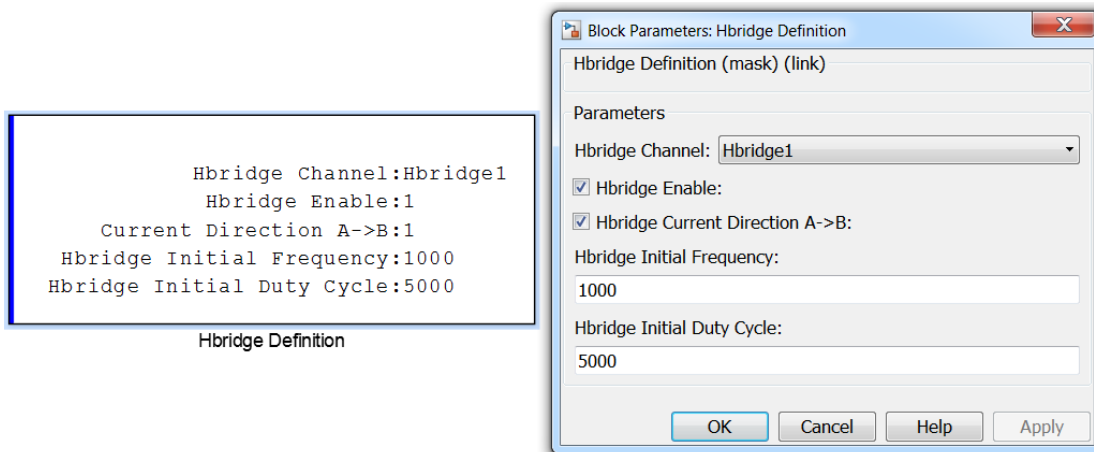 Hbridge Channel:Hbridge1
Hbridge Enable:1
Current Direction A->B:1
Hbridge Initial Frequency:1000
Hbridge Initial Duty Cycle:5000
Hbridge Definition
Block Parameters: Hbridge Definition
X
Hbridge Definition (mask) (link)
Parameters
Hbridge Channel: Hbridge1
Hbridge Enable:
Hbridge Current Direction A->B:
Hbridge Initial Frequency:
1000
Hbridge Initial Duty Cycle:
5000
OK Cancel Help Apply